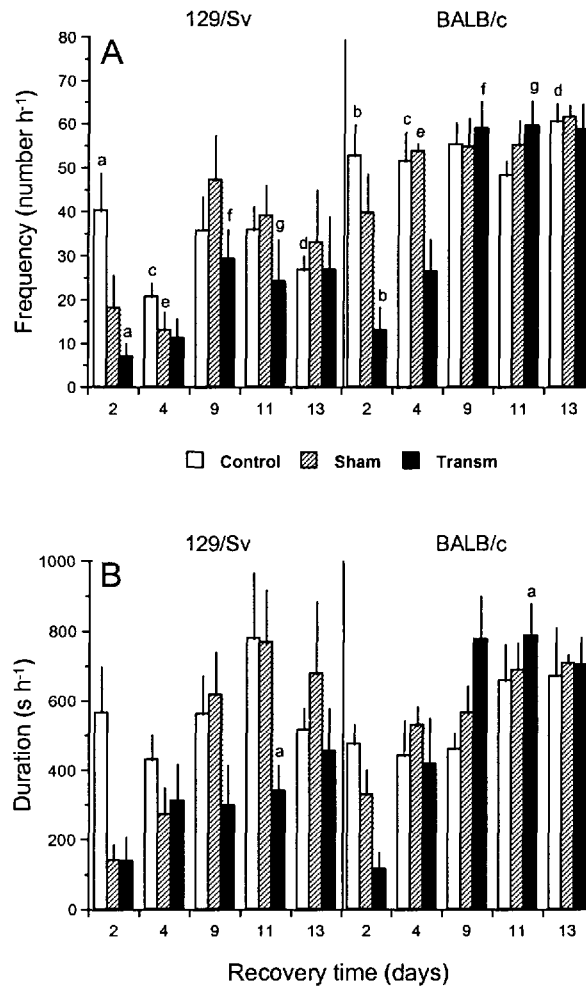 129/Sv BALB/c
A
Frequency (number h-1)
80
70
60
50
40
30
20
10
0
a a c e f g d b b c e f g d
2 4 9 11 13 2 4 9 11 13
Control Sham Transm
129/Sv BALB/c
B
Duration (s h-1)
1000
800
600
400
200
0
a a
2 4 9 11 13 2 4 9 11 13
Recovery time (days)